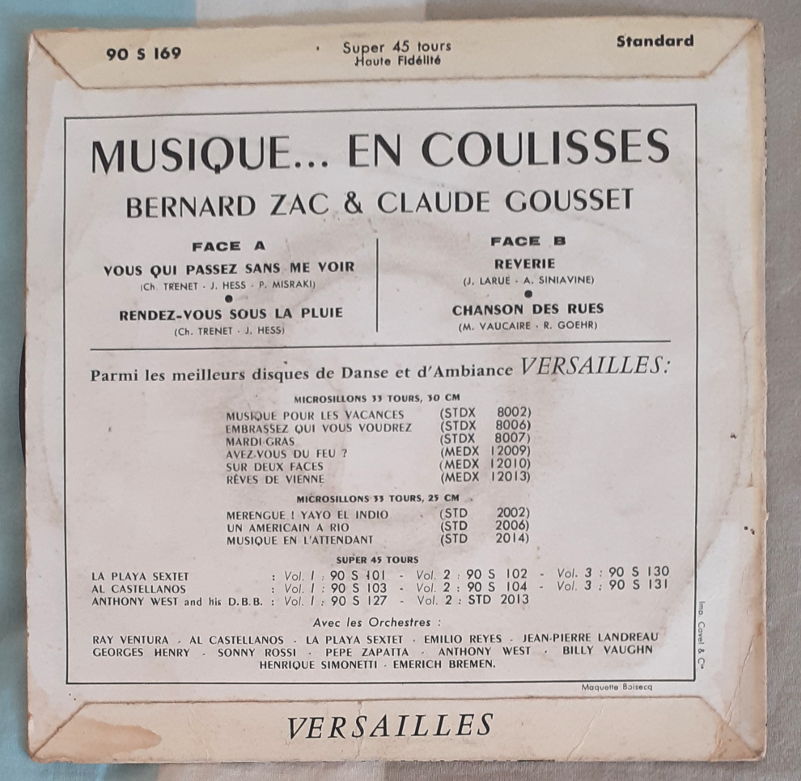 90 S 169
Super 45 tours
Haute Fidélité
Standard
MUSIQUE... EN COULISSES
BERNARD ZAC & CLAUDE GOUSSET
FACE A
VOUS QUI PASSEZ SANS ME VOIR
(Ch. TRENET - J. HESS - P. MISRAKI)
RENDEZ-VOUS SOUS LA PLUIE
(Ch. TRENET - J. HESS)
FACE B
REVERIE
(J. LARUE - A. SINIAVINE)
CHANSON DES RUES
(M. VAUCAIRE - R. GOEHR)
Parmi les meilleurs disques de Danse et d'Ambiance VERSAILLES:
MICROSILLONS 33 TOURS, 30 CM
MUSIQUE POUR LES VACANCES (STDX 8002)
EMBRASSEZ QUI VOUS VOUDREZ (STDX 8006)
MARDI-GRAS (STDX 8007)
AVEZ-VOUS DU FEU ? (MEDX 12009)
SUR DEUX FACES (MEDX 12010)
RÊVES DE VIENNE (MEDX 12013)
MICROSILLONS 33 TOURS, 25 CM
MERENGUE ! YAYO EL INDIO (STD 2002)
UN AMERICAIN A RIO (STD 2006)
MUSIQUE EN L'ATTENDANT (STD 2014)
SUPER 45 TOURS
LA PLAYA SEXTET : Vol. 1 : 90 S 101 - Vol. 2 : 90 S 102 - Vol. 3 : 90 S 130
AL CASTELLANOS : Vol. 1 : 90 S 103 - Vol. 2 : 90 S 104 - Vol. 3 : 90 S 131
ANTHONY WEST and his D.B.B. : Vol. 1 : 90 S 127 - Vol. 2 : STD 2013
Avec les Orchestres :
RAY VENTURA - AL CASTELLANOS - LA PLAYA SEXTET - EMILIO REYES - JEAN-PIERRE LANDREAU
GEORGES HENRY - SONNY ROSSI - PEPE ZAPATTA - ANTHONY WEST - BILLY VAUGHN
HENRIQUE SIMONETTI - EMERICH BREMEN.
Imp. Cavel & Cie
Maquette Boisecq
VERSAILLES